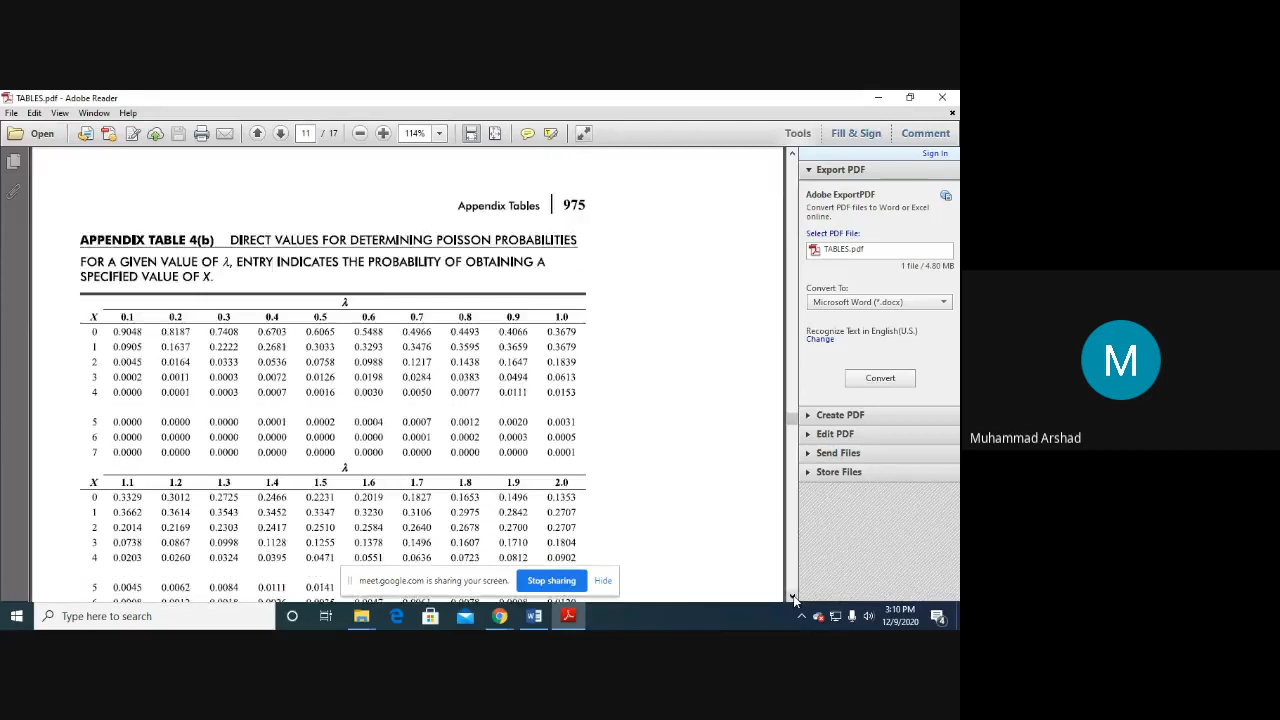 TABLES.pdf - Adobe Reader
File Edit View Window Help
Open 11 / 17 114% Tools Fill & Sign Comment
Sign In
Export PDF
Adobe ExportPDF
Convert PDF files to Word or Excel
online.
Select PDF File:
TABLES.pdf
1 file / 4.80 MB
Convert To:
Microsoft Word (*.docx)
Recognize Text in English(U.S.)
Change
Convert
Create PDF
Edit PDF
Send Files
Store Files
Appendix Tables 975
APPENDIX TABLE 4(b) DIRECT VALUES FOR DETERMINING POISSON PROBABILITIES
FOR A GIVEN VALUE OF λ, ENTRY INDICATES THE PROBABILITY OF OBTAINING A
SPECIFIED VALUE OF X.
λ
X 0.1 0.2 0.3 0.4 0.5 0.6 0.7 0.8 0.9 1.0
0 0.9048 0.8187 0.7408 0.6703 0.6065 0.5488 0.4966 0.4493 0.4066 0.3679
1 0.0905 0.1637 0.2222 0.2681 0.3033 0.3293 0.3476 0.3595 0.3659 0.3679
2 0.0045 0.0164 0.0333 0.0536 0.0758 0.0988 0.1217 0.1438 0.1647 0.1839
3 0.0002 0.0011 0.0003 0.0072 0.0126 0.0198 0.0284 0.0383 0.0494 0.0613
4 0.0000 0.0001 0.0003 0.0007 0.0016 0.0030 0.0050 0.0077 0.0111 0.0153
5 0.0000 0.0000 0.0000 0.0001 0.0002 0.0004 0.0007 0.0012 0.0020 0.0031
6 0.0000 0.0000 0.0000 0.0000 0.0000 0.0000 0.0001 0.0002 0.0003 0.0005
7 0.0000 0.0000 0.0000 0.0000 0.0000 0.0000 0.0000 0.0000 0.0000 0.0001
λ
X 1.1 1.2 1.3 1.4 1.5 1.6 1.7 1.8 1.9 2.0
0 0.3329 0.3012 0.2725 0.2466 0.2231 0.2019 0.1827 0.1653 0.1496 0.1353
1 0.3662 0.3614 0.3543 0.3452 0.3347 0.3230 0.3106 0.2975 0.2842 0.2707
2 0.2014 0.2169 0.2303 0.2417 0.2510 0.2584 0.2640 0.2678 0.2700 0.2707
3 0.0738 0.0867 0.0998 0.1128 0.1255 0.1378 0.1496 0.1607 0.1710 0.1804
4 0.0203 0.0260 0.0324 0.0395 0.0471 0.0551 0.0636 0.0723 0.0812 0.0902
5 0.0045 0.0062 0.0084 0.0111 0.0141
meet.google.com is sharing your screen. Stop sharing Hide
Type here to search
3:10 PM
12/9/2020
4
M
Muhammad Arshad